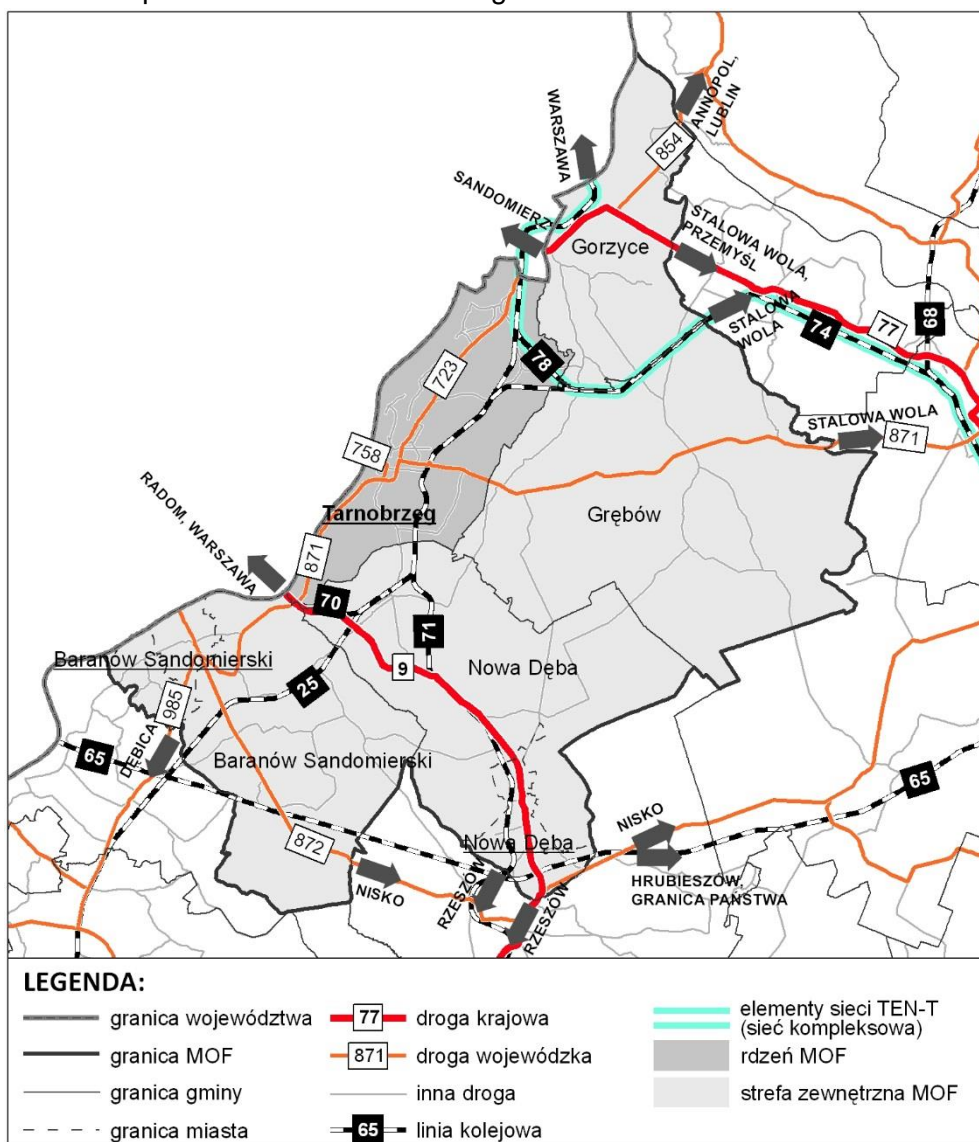 ANNOPOL,
LUBLIN
WARSZAWA
854
SANDOMIERZ
STALOWA WOLA,
PRZEMYŚL
Gorzyce
STALOWA
WOLA
74
77
68
78
723
STALOWA WOLA
871
758
RADOM, WARSZAWA
Tarnobrzeg
Grębów
871
70
71
9
Nowa Dęba
Baranów Sandomierski
25
985
DĘBICA
65
Baranów Sandomierski
65
872
NISKO
Nowa Dęba
NISKO
RZESZÓW
RZESZÓW
HRUBIESZÓW,
GRANICA PAŃSTWA
LEGENDA:
granica województwa
granica MOF
granica gminy
granica miasta
77 droga krajowa
871 droga wojewódzka
inna droga
65 linia kolejowa
elementy sieci TEN-T
(sieć kompleksowa)
rdzeń MOF
strefa zewnętrzna MOF